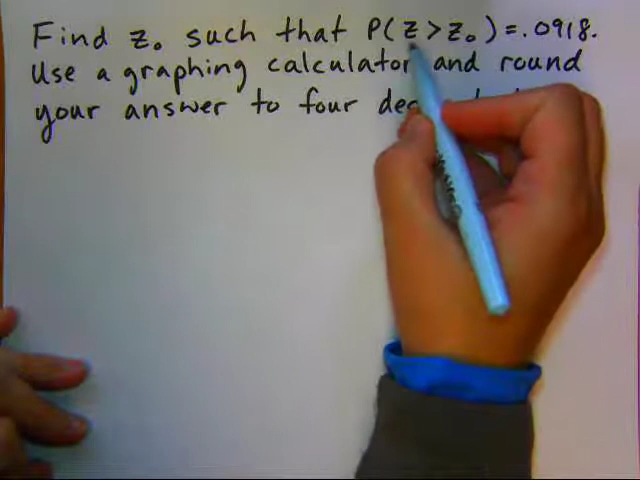 Find z₀ such that P(z>z₀)=.0918.
Use a graphing calculator and round
your answer to four